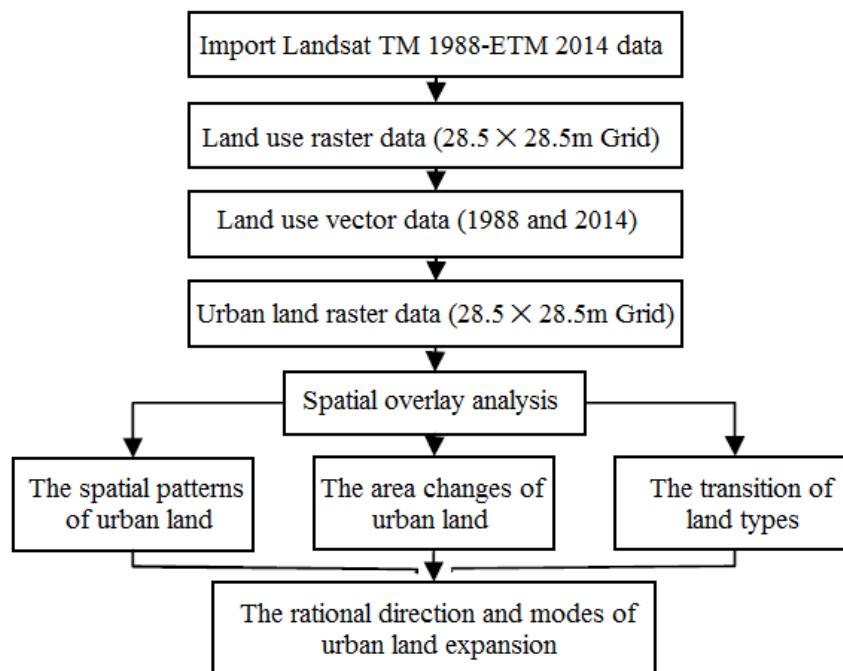 Import Landsat TM 1988-ETM 2014 data
Land use raster data (28.5 × 28.5m Grid)
Land use vector data (1988 and 2014)
Urban land raster data (28.5 × 28.5m Grid)
Spatial overlay analysis
The spatial patterns
of urban land
The area changes of
urban land
The transition of
land types
The rational direction and modes of
urban land expansion